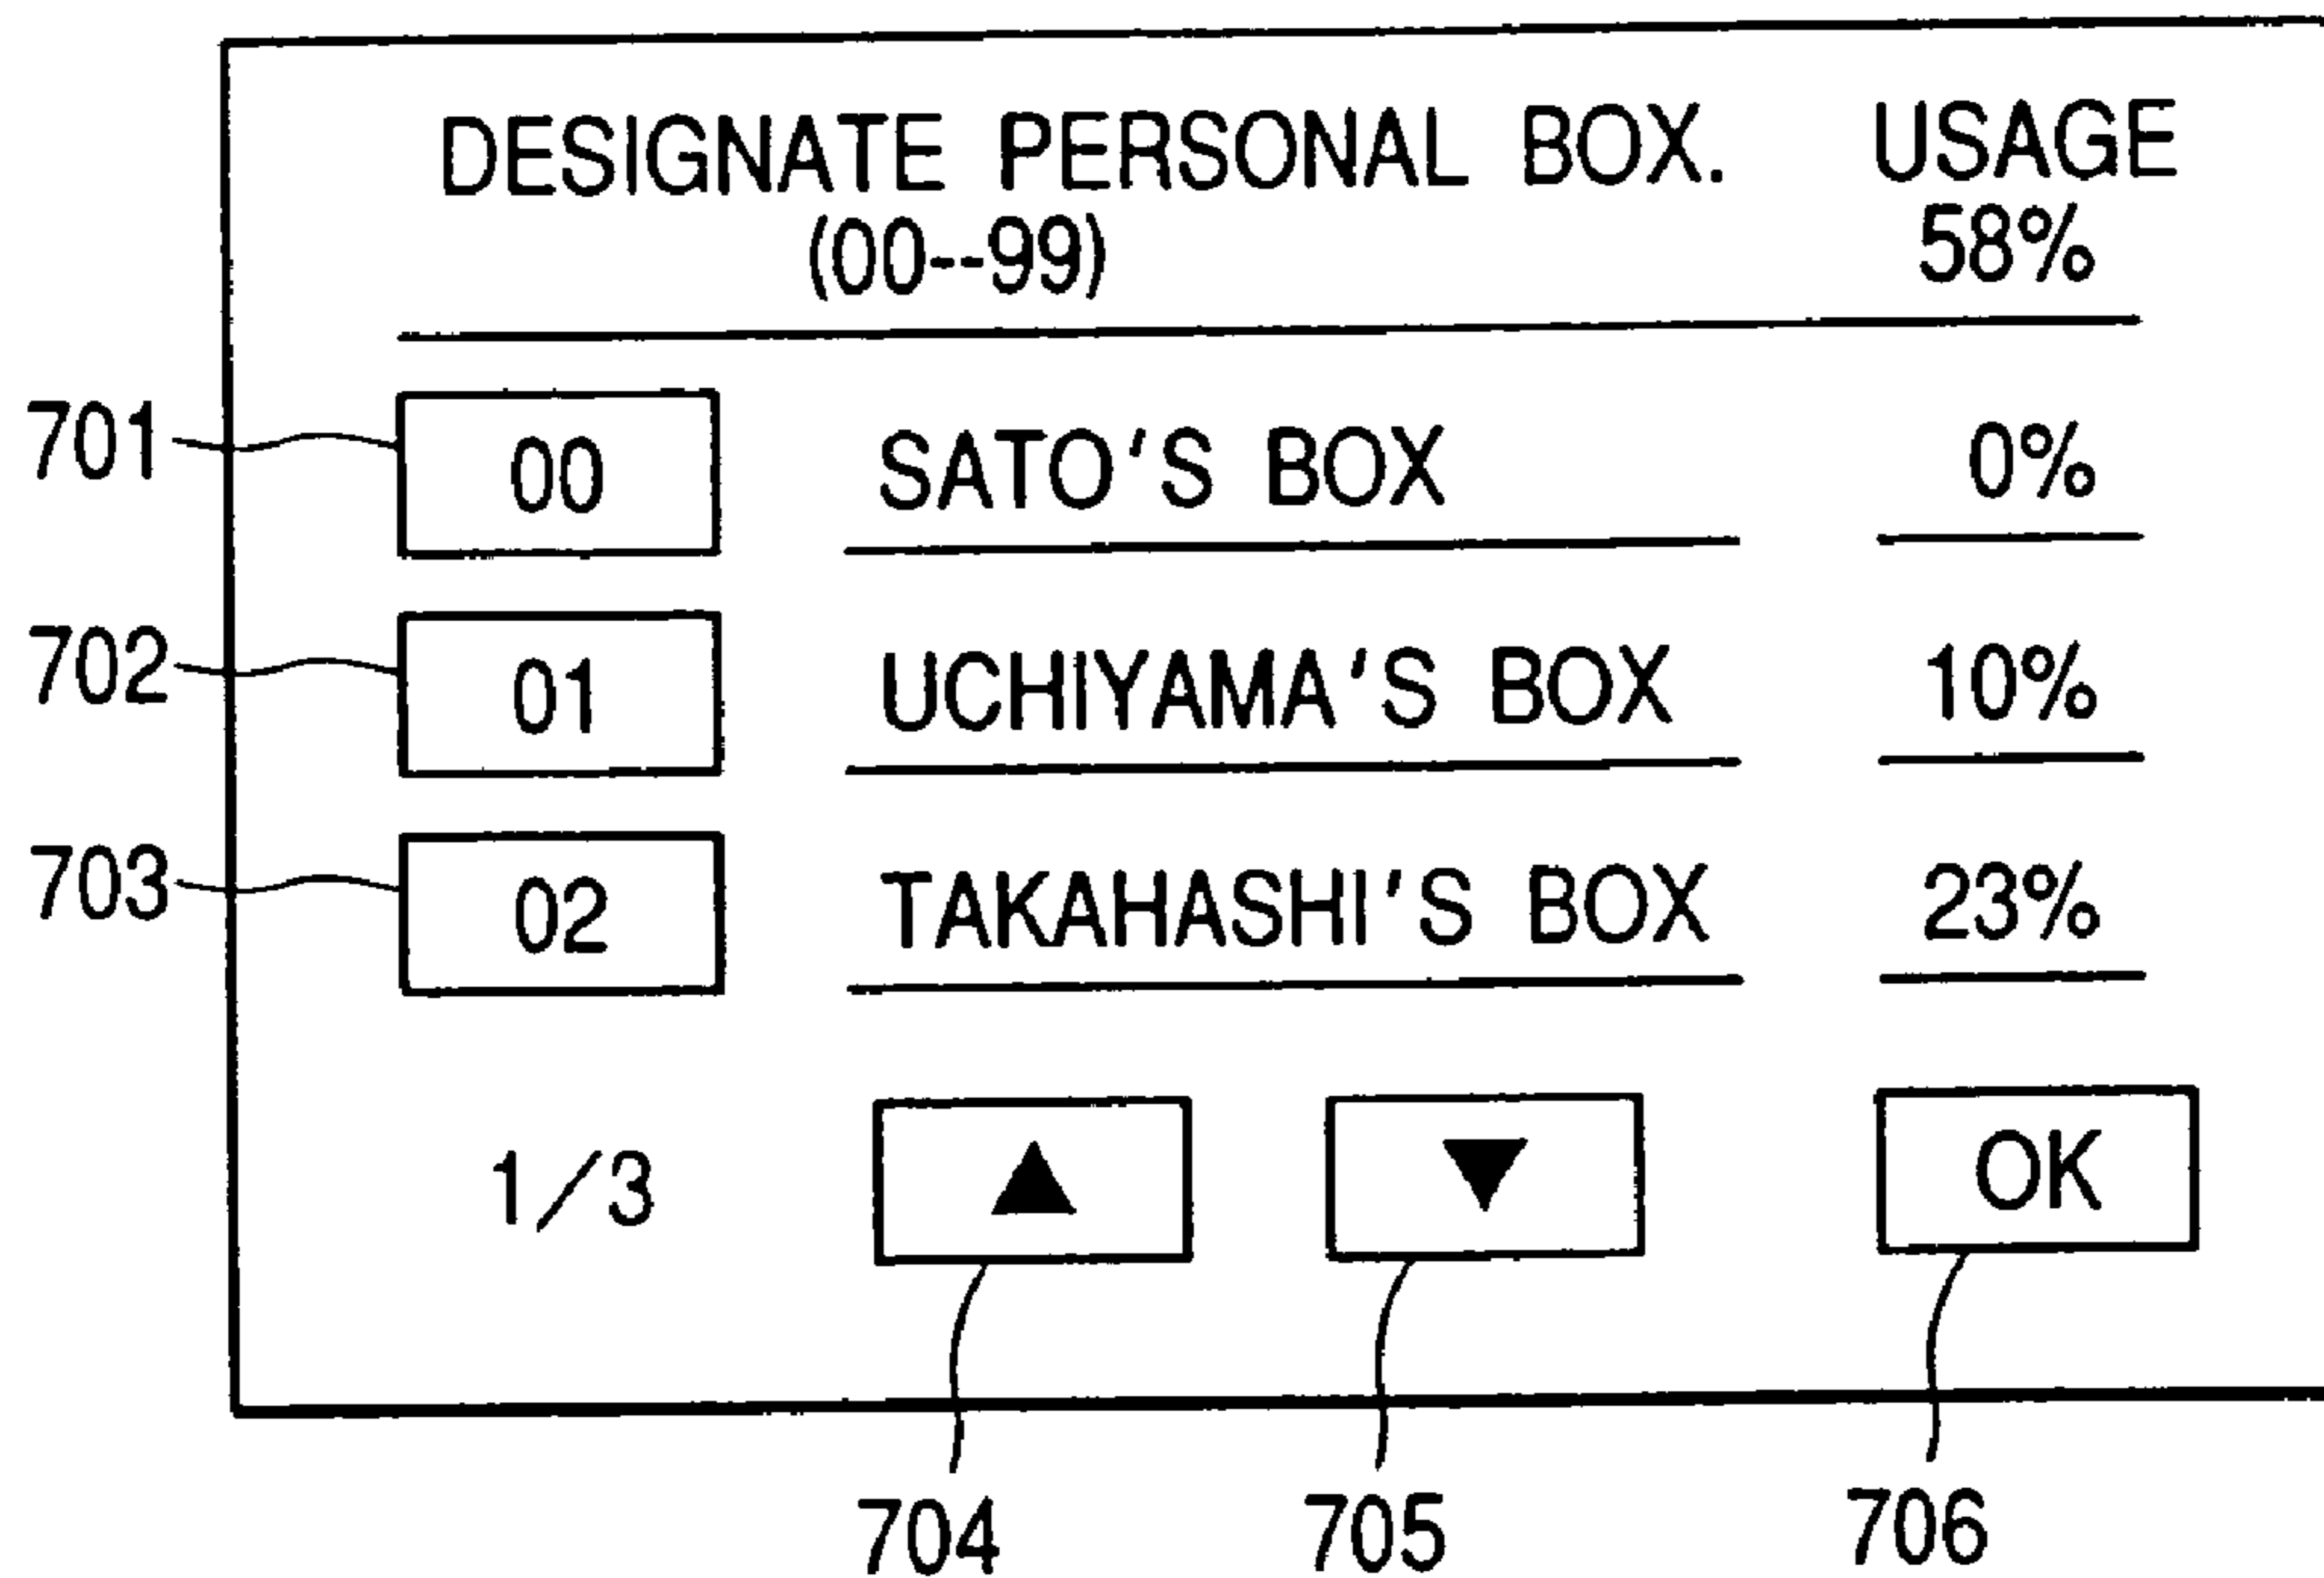 DESIGNATE PERSONAL BOX. USAGE
(00--99) 58%
701 00 SATO'S BOX 0%
702 01 UCHIYAMA'S BOX 10%
703 02 TAKAHASHI'S BOX 23%
1/3 ▲ ▼ OK
704 705 706